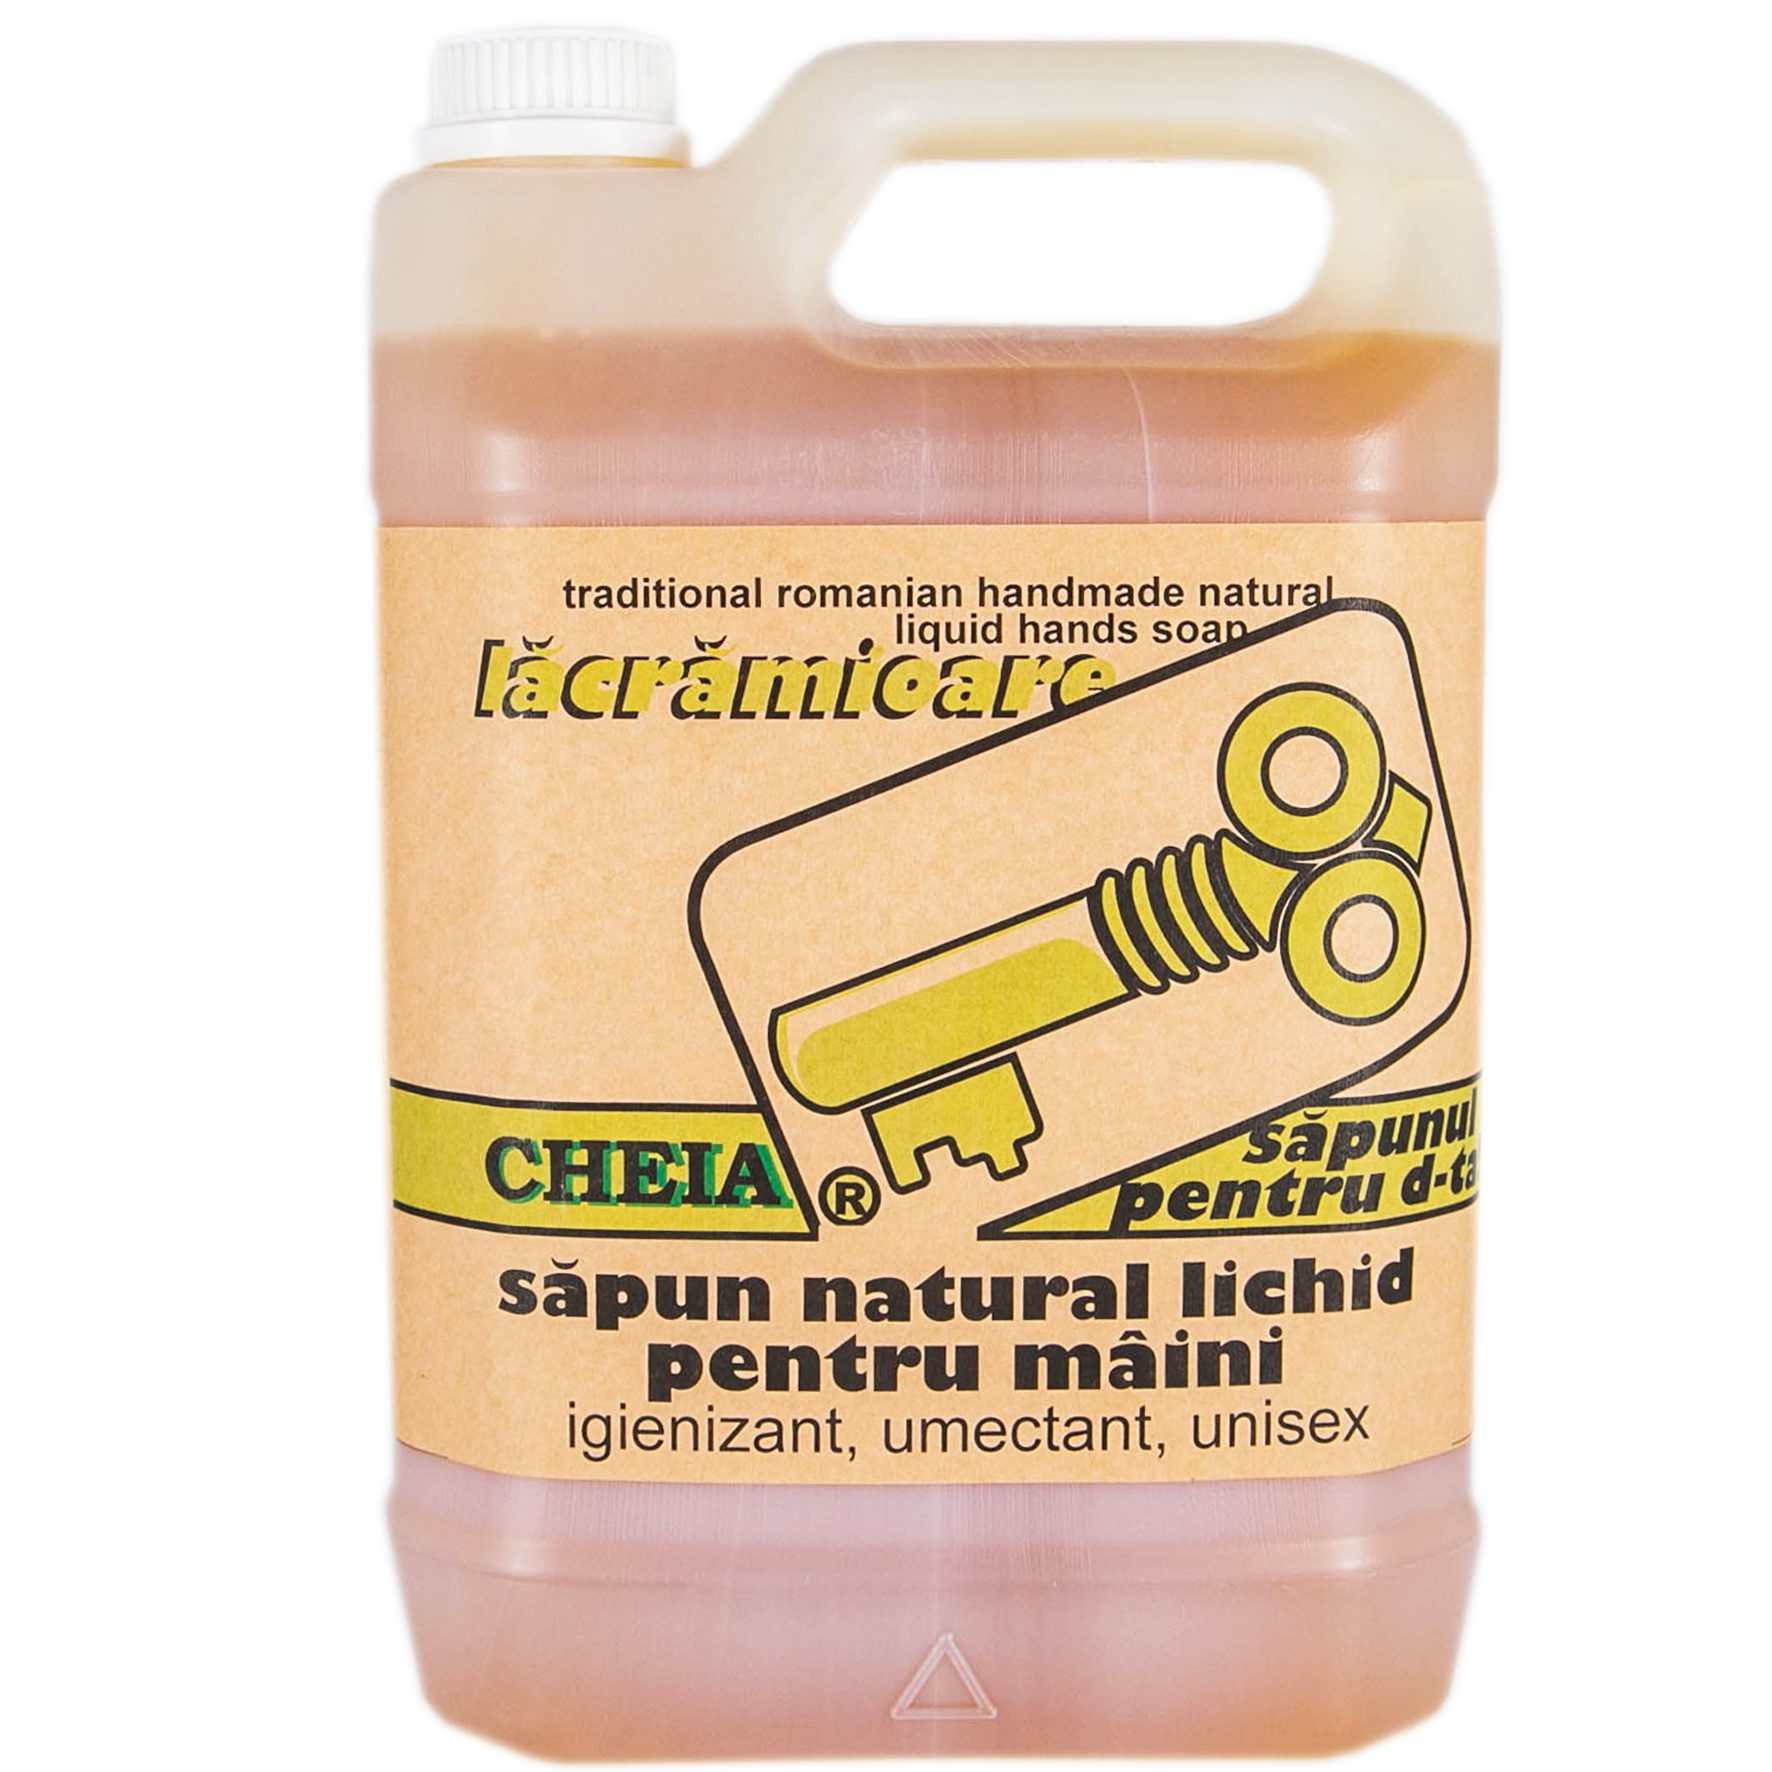 traditional romanian handmade natural
liquid hands soap
lăcrămioare
CHEIA ®
săpunul
pentru d-ta
săpun natural lichid
pentru mâini
igienizant, umectant, unisex